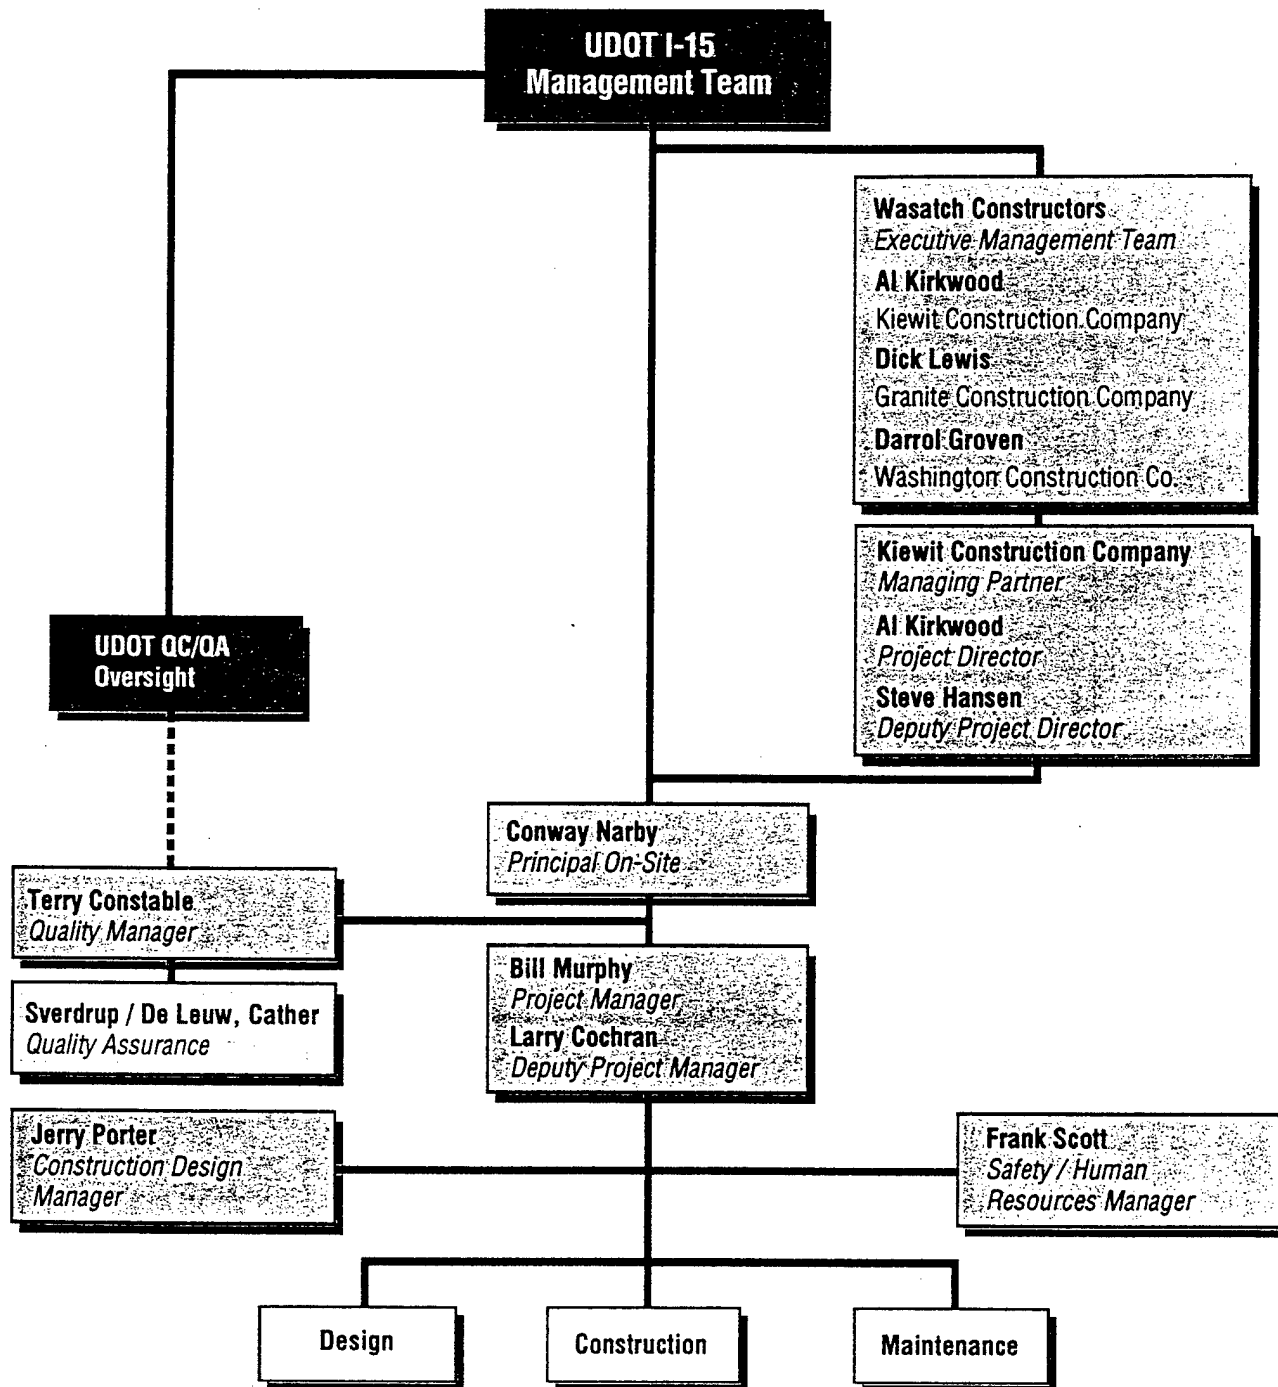 UDOT I-15
Management Team
Wasatch Constructors
Executive Management Team
Al Kirkwood
Kiewit Construction Company
Dick Lewis
Granite Construction Company
Darrol Groven
Washington Construction Co.
Kiewit Construction Company
Managing Partner
Al Kirkwood
Project Director
Steve Hansen
Deputy Project Director
UDOT QC/QA
Oversight
Conway Narby
Principal On-Site
Terry Constable
Quality Manager
Sverdrup / De Leuw, Cather
Quality Assurance
Bill Murphy
Project Manager
Larry Cochran
Deputy Project Manager
Jerry Porter
Construction Design
Manager
Frank Scott
Safety / Human
Resources Manager
Design
Construction
Maintenance